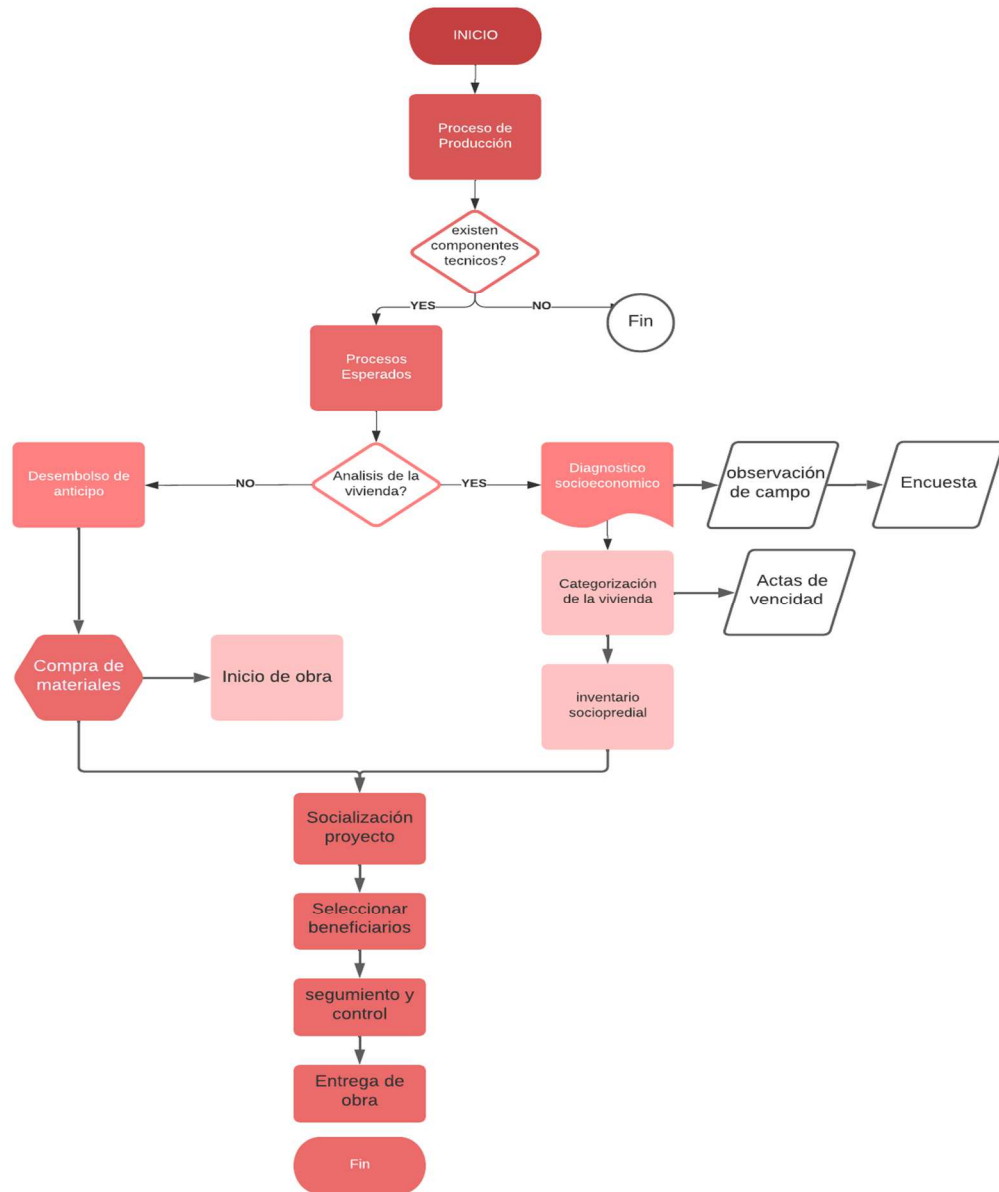 INICIO
Proceso de
Producción
existen
componentes
tecnicos?
YES
NO
Fin
Procesos
Esperados
Desembolso de
anticipo
NO
Analisis de la
vivienda?
YES
Diagnostico
socioeconomico
observación
de campo
Encuesta
Categorización
de la vivienda
Actas de
vencidad
Compra de
materiales
Inicio de obra
inventario
sociopredial
Socialización
proyecto
Seleccionar
beneficiarios
segumiento y
control
Entrega de
obra
Fin